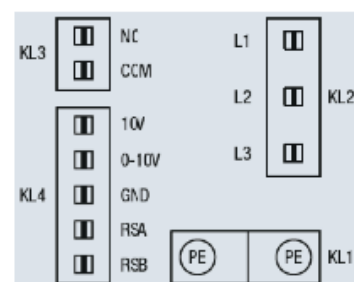 KL3
NC
COM
KL4
10V
0-10V
GND
RSA
RSB
L1
L2
L3
KL2
PE
PE
KL1